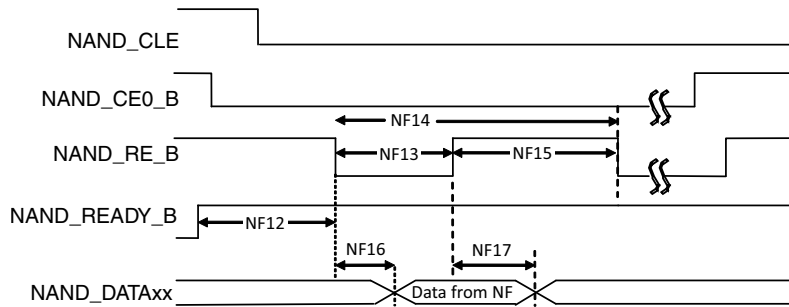 NAND_CLE
NAND_CE0_B
NF14
NAND_RE_B
NF13
NF15
NAND_READY_B
NF12
NF16
NF17
NAND_DATAxx
Data from NF